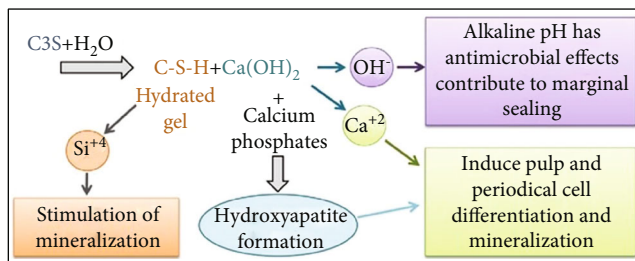 C3S+H₂O
C-S-H+Ca(OH)₂
Hydrated
gel
+
Calcium
phosphates
OH⁻
Ca⁺²
Si⁺⁴
Alkaline pH has
antimicrobial effects
contribute to marginal
sealing
Stimulation of
mineralization
Hydroxyapatite
formation
Induce pulp and
periodical cell
differentiation and
mineralization